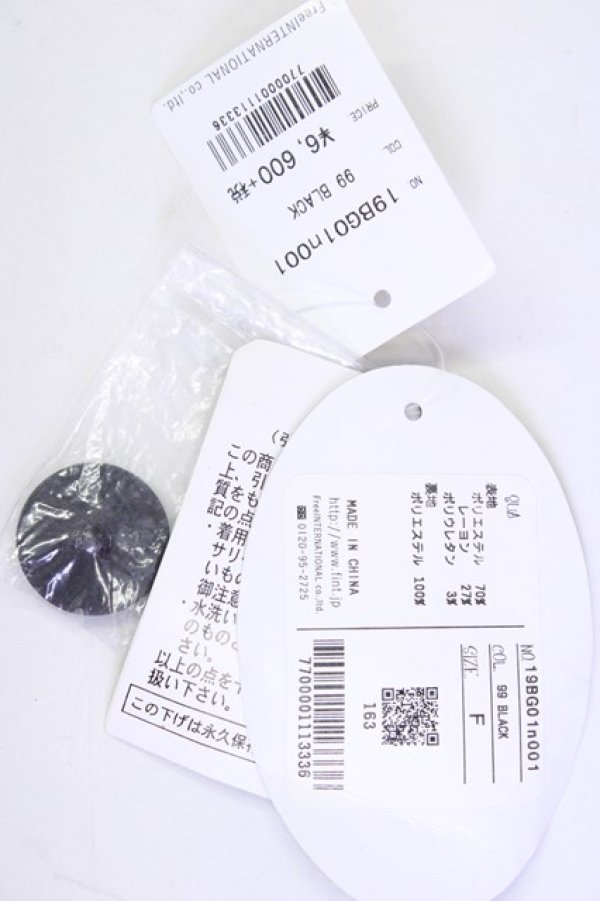 NO 19BG01n001
COL 99 BLACK
PRICE ¥6,600+税
7700001113336
FreeINTERNATIONAL co.,ltd.
この商
上、引
質をも
記の点
・着用
サリ
いもの
御注意
・水洗い
のものと
さい。
以上の点を
扱い下さい。
この下げは永久保
QUA
表地
ポリエステル 70%
レーヨン 27%
ポリウレタン 3%
裏地
ポリエステル 100%
MADE IN CHINA
http://www.fint.jp
FreeINTERNATIONAL co.,ltd.
0120-95-2725
NO. 19BG01n001
COL. 99 BLACK
SIZE F
163
7700001113336